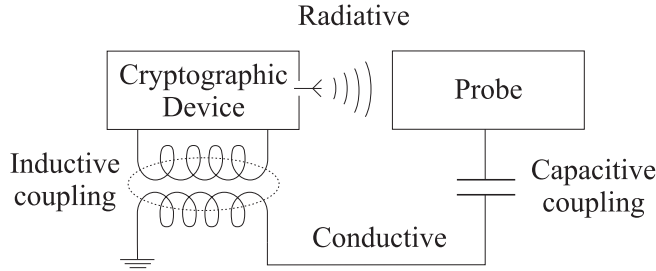 Radiative
Cryptographic
Device
Probe
Inductive
coupling
Capacitive
coupling
Conductive